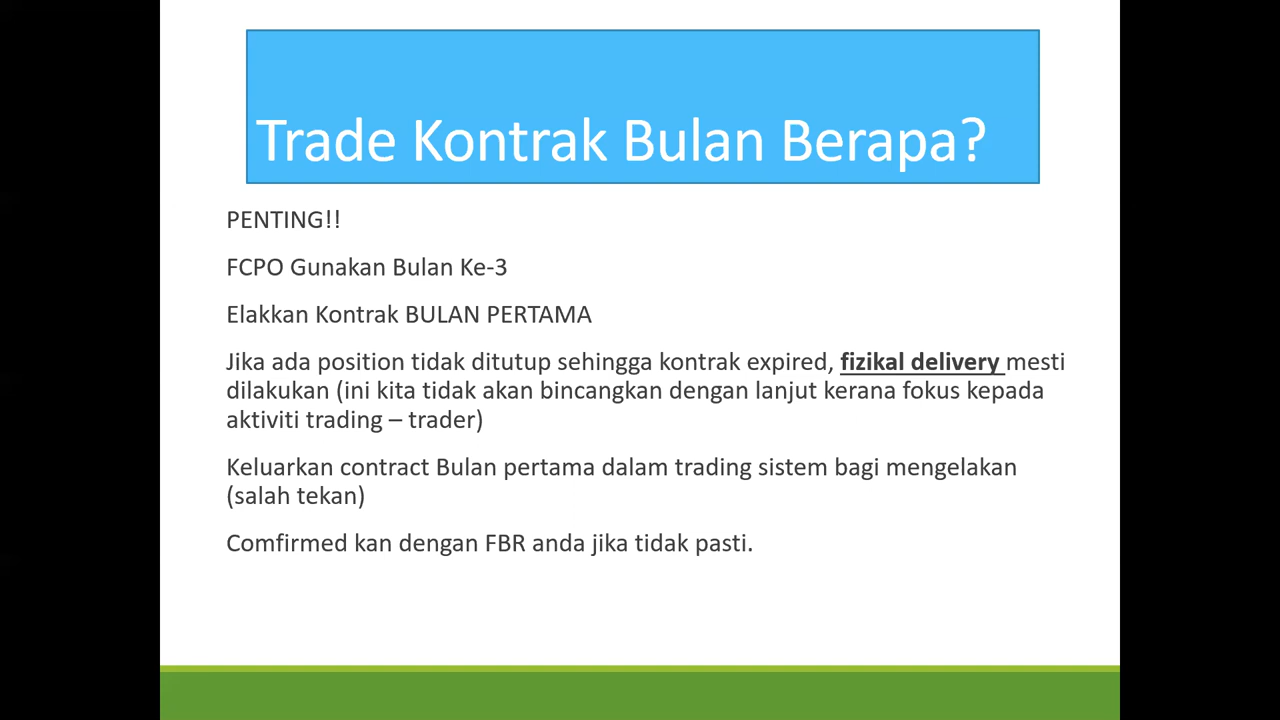 Trade Kontrak Bulan Berapa?
PENTING!!
FCPO Gunakan Bulan Ke-3
Elakkan Kontrak BULAN PERTAMA
Jika ada position tidak ditutup sehingga kontrak expired, fizikal delivery mesti
dilakukan (ini kita tidak akan bincangkan dengan lanjut kerana fokus kepada
aktiviti trading – trader)
Keluarkan contract Bulan pertama dalam trading sistem bagi mengelakan
(salah tekan)
Comfirmed kan dengan FBR anda jika tidak pasti.